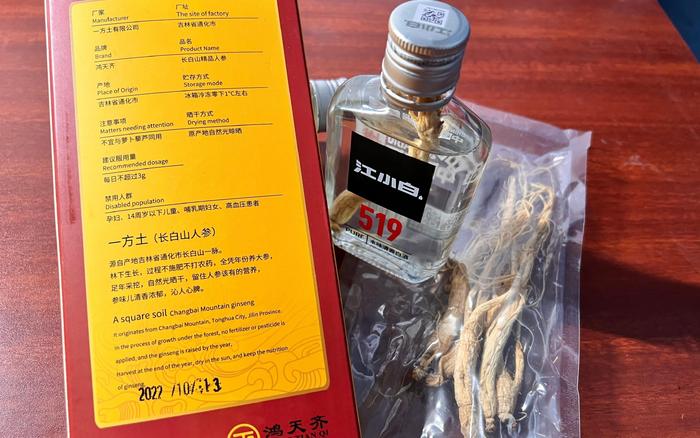 厂家
Manufacturer
一方土有限公司
厂址
The site of factory
吉林省通化市
品牌
Brand
鸿天齐
品名
Product Name
长白山精品人参
产地
Place of Origin
吉林省通化市
贮存方式
Storage mode
冰箱冷冻零下1℃左右
注意事项
Matters needing attention
不宜与萝卜藜芦同用
晒干方式
Drying method
原产地自然光晾晒
建议服用量
Recommended dosage
每日不超过3g
禁用人群
Disabled population
孕妇、14周岁以下儿童、哺乳期妇女、高血压患者
一方土（长白山人参）
源自产地吉林省通化市长白山一脉。
林下生长，过程不施肥不打农药，全凭年份养大参，
足年采挖，自然光晒干，留住人参该有的营养，
参味儿清香浓郁，沁人心脾。
A square soil Changbai Mountain ginseng
It originates from Changbai Mountain, Tonghua City, Jilin Province.
in the process of growth under the forest, no fertilizer or pesticide is
applied, and the ginseng is raised by the year,
Harvest at the end of the year, dry in the sun, and keep the nutrition
of ginseng
2022 /10/13
鸿天齐
江小白
519
PURE